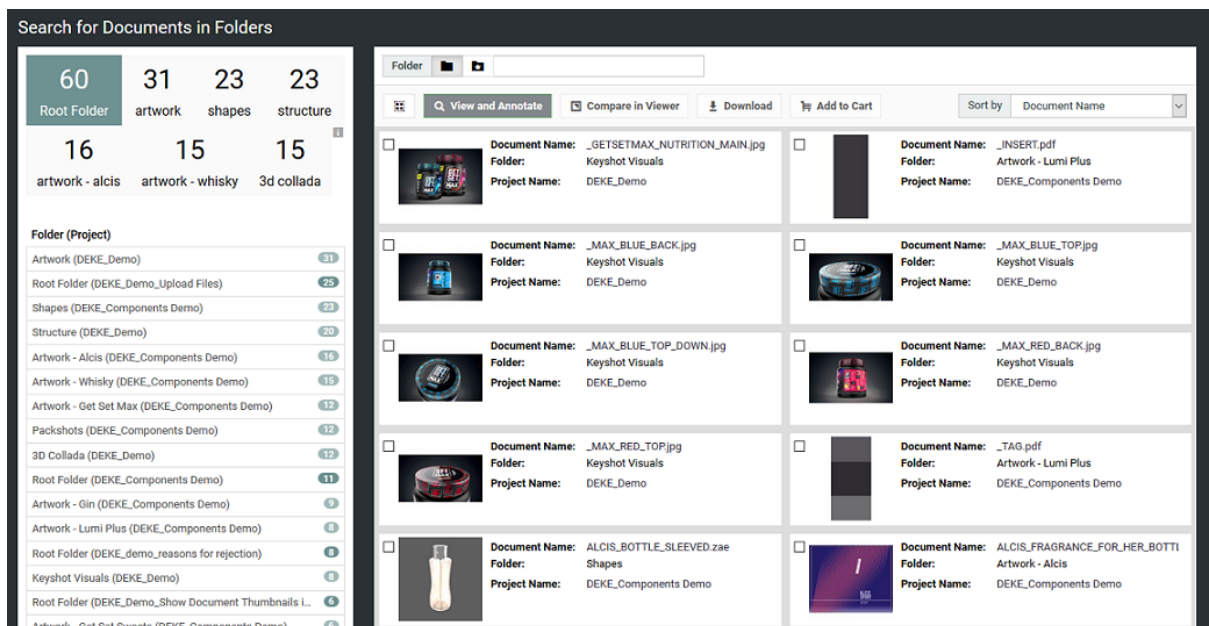 Search for Documents in Folders
60
Root Folder
31
artwork
23
shapes
23
structure
16
artwork - alcis
15
artwork - whisky
15
3d collada
Folder (Project)
Artwork (DEKE_Demo) 31
Root Folder (DEKE_Demo_Upload Files) 25
Shapes (DEKE_Components Demo) 23
Structure (DEKE_Demo) 20
Artwork - Alcis (DEKE_Components Demo) 16
Artwork - Whisky (DEKE_Components Demo) 15
Artwork - Get Set Max (DEKE_Components Demo) 12
Packshots (DEKE_Components Demo) 12
3D Collada (DEKE_Demo) 12
Root Folder (DEKE_Components Demo) 11
Artwork - Gin (DEKE_Components Demo) 9
Artwork - Lumi Plus (DEKE_Components Demo) 8
Root Folder (DEKE_demo_reasons for rejection) 8
Keyshot Visuals (DEKE_Demo) 8
Root Folder (DEKE_Demo_Show Document Thumbnails i... 6
Artwork - Get Set Sweets (DEKE_Components Demo)
Folder
View and Annotate Compare in Viewer Download Add to Cart Sort by Document Name
Document Name: _GETSETMAX_NUTRITION_MAIN.jpg
Folder: Keyshot Visuals
Project Name: DEKE_Demo
GET SET MAX
Document Name: _INSERT.pdf
Folder: Artwork - Lumi Plus
Project Name: DEKE_Components Demo
Document Name: _MAX_BLUE_BACK.jpg
Folder: Keyshot Visuals
Project Name: DEKE_Demo
Document Name: _MAX_BLUE_TOP.jpg
Folder: Keyshot Visuals
Project Name: DEKE_Demo
Document Name: _MAX_BLUE_TOP_DOWN.jpg
Folder: Keyshot Visuals
Project Name: DEKE_Demo
Document Name: _MAX_RED_BACK.jpg
Folder: Keyshot Visuals
Project Name: DEKE_Demo
Document Name: _MAX_RED_TOP.jpg
Folder: Keyshot Visuals
Project Name: DEKE_Demo
Document Name: _TAG.pdf
Folder: Artwork - Lumi Plus
Project Name: DEKE_Components Demo
Document Name: ALCIS_BOTTLE_SLEEVED.zae
Folder: Shapes
Project Name: DEKE_Components Demo
Document Name: ALCIS_FRAGRANCE_FOR_HER_BOTTL
Folder: Artwork - Alcis
Project Name: DEKE_Components Demo